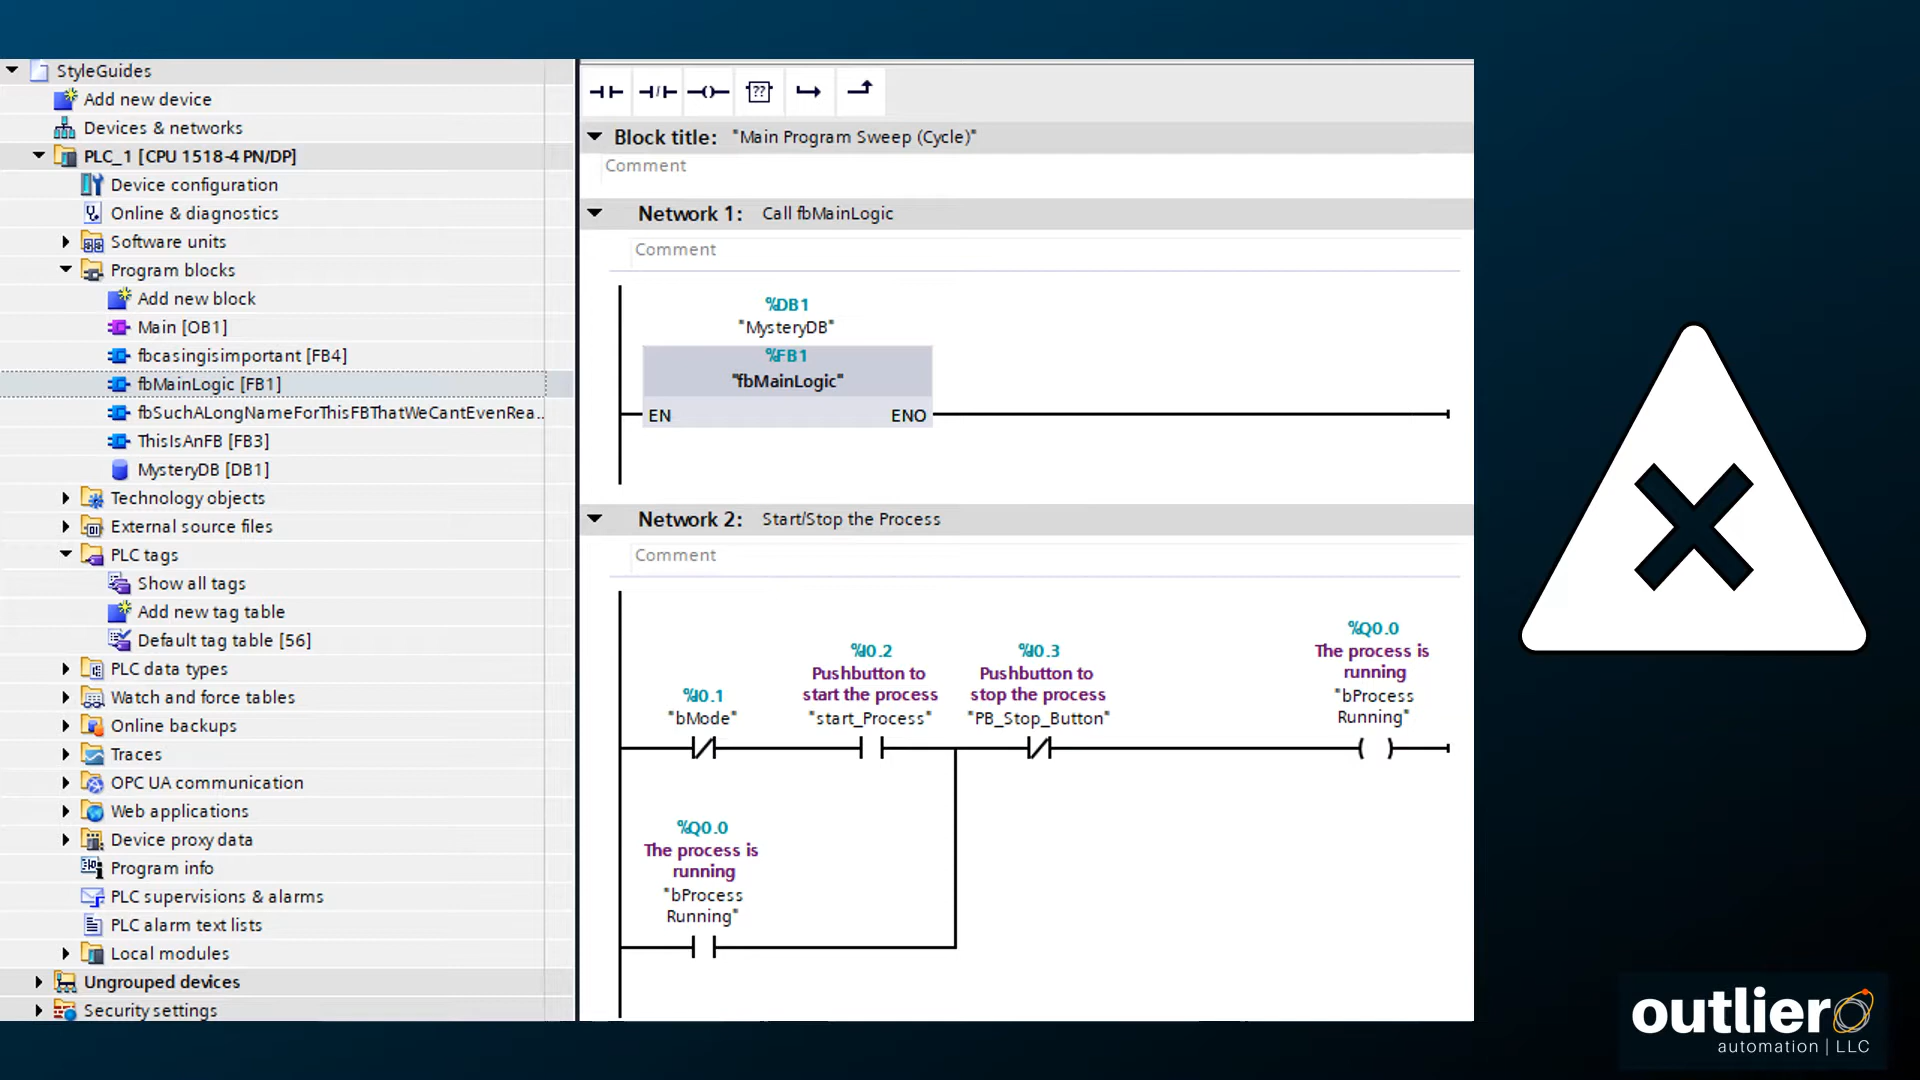 StyleGuides
Add new device
Devices & networks
PLC_1 [CPU 1518-4 PN/DP]
Device configuration
Online & diagnostics
Software units
Program blocks
Add new block
Main [OB1]
fbcasingisimportant [FB4]
fbMainLogic [FB1]
fbSuchALongNameForThisFBThatWeCantEvenRea...
ThisIsAnFB [FB3]
MysteryDB [DB1]
Technology objects
External source files
PLC tags
Show all tags
Add new tag table
Default tag table [56]
PLC data types
Watch and force tables
Online backups
Traces
OPC UA communication
Web applications
Device proxy data
Program info
PLC supervisions & alarms
PLC alarm text lists
Local modules
Ungrouped devices
Security settings
??
Block title: "Main Program Sweep (Cycle)"
Comment
Network 1: Call fbMainLogic
Comment
%DB1
"MysteryDB"
%FB1
"fbMainLogic"
EN ENO
Network 2: Start/Stop the Process
Comment
%I0.1
"bMode"
%I0.2
Pushbutton to
start the process
"start_Process"
%I0.3
Pushbutton to
stop the process
"PB_Stop_Button"
%Q0.0
The process is
running
"bProcess
Running"
%Q0.0
The process is
running
"bProcess
Running"
outlier
automation | LLC